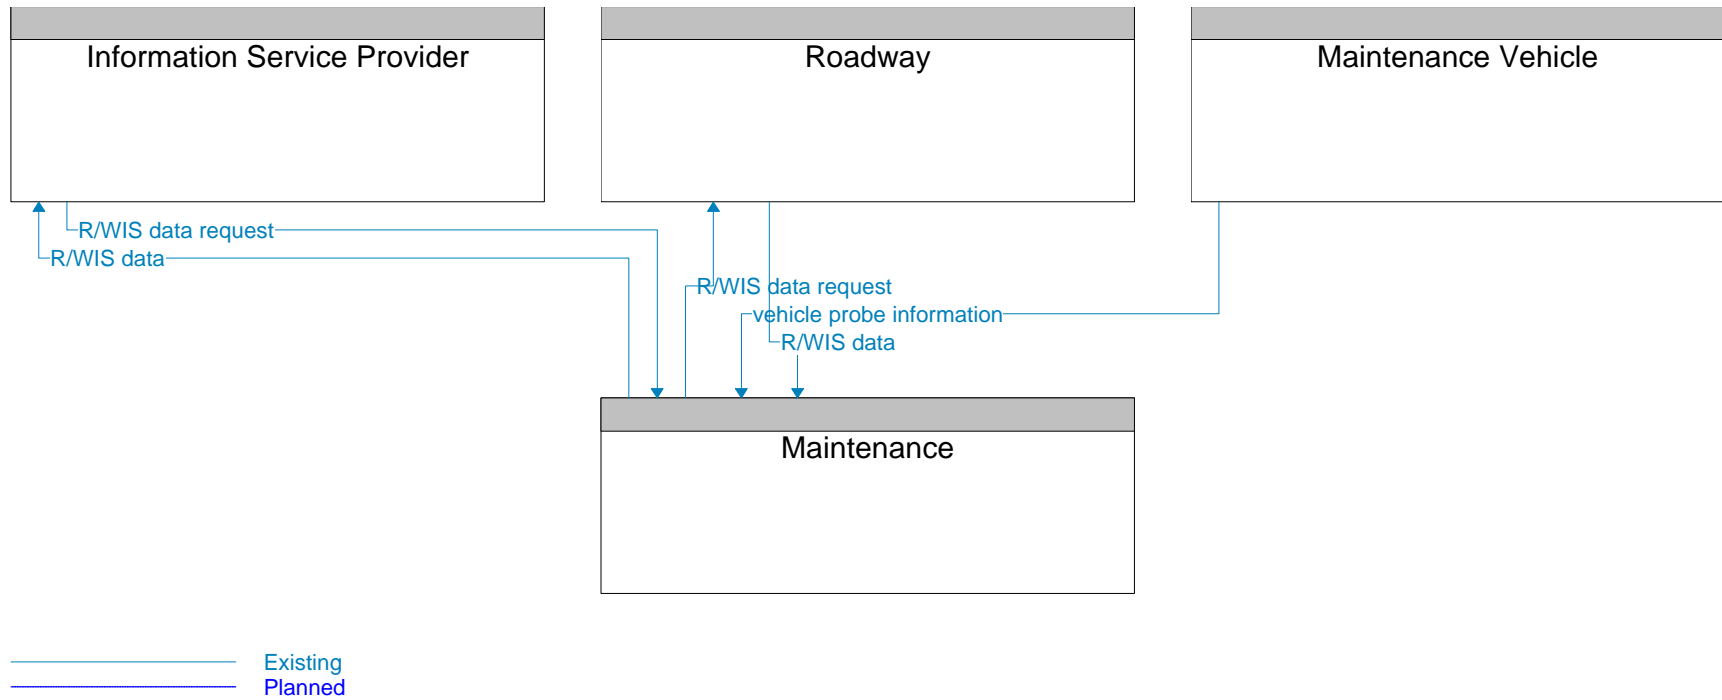 Information Service Provider
Roadway
Maintenance Vehicle
R/WIS data request
R/WIS data
R/WIS data request
vehicle probe information
R/WIS data
Maintenance
Existing
Planned